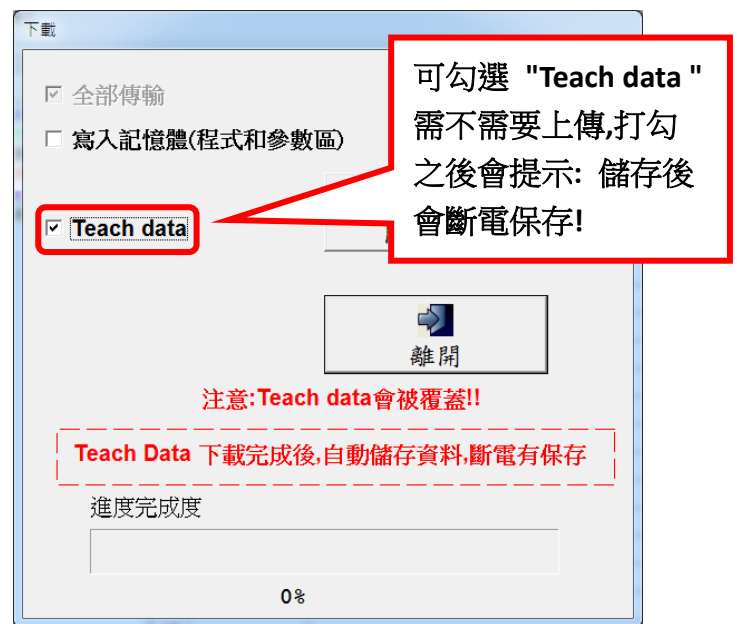 下載
可勾選 "Teach data "
需不需要上傳,打勾
之後會提示: 儲存後
會斷電保存!
全部傳輸
寫入記憶體(程式和參數區)
Teach data
離開
注意:Teach data會被覆蓋!!
Teach Data 下載完成後,自動儲存資料,斷電有保存
進度完成度
0%